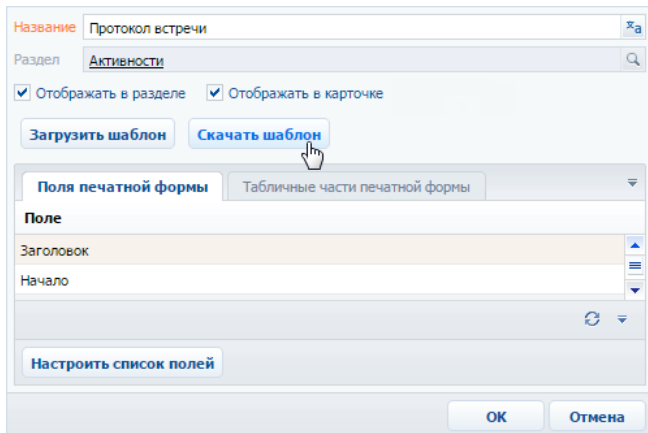 Название Протокол встречи
Раздел Активности
Отображать в разделе Отображать в карточке
Загрузить шаблон Скачать шаблон
Поля печатной формы Табличные части печатной формы
Поле
Заголовок
Начало
Настроить список полей
ОК Отмена